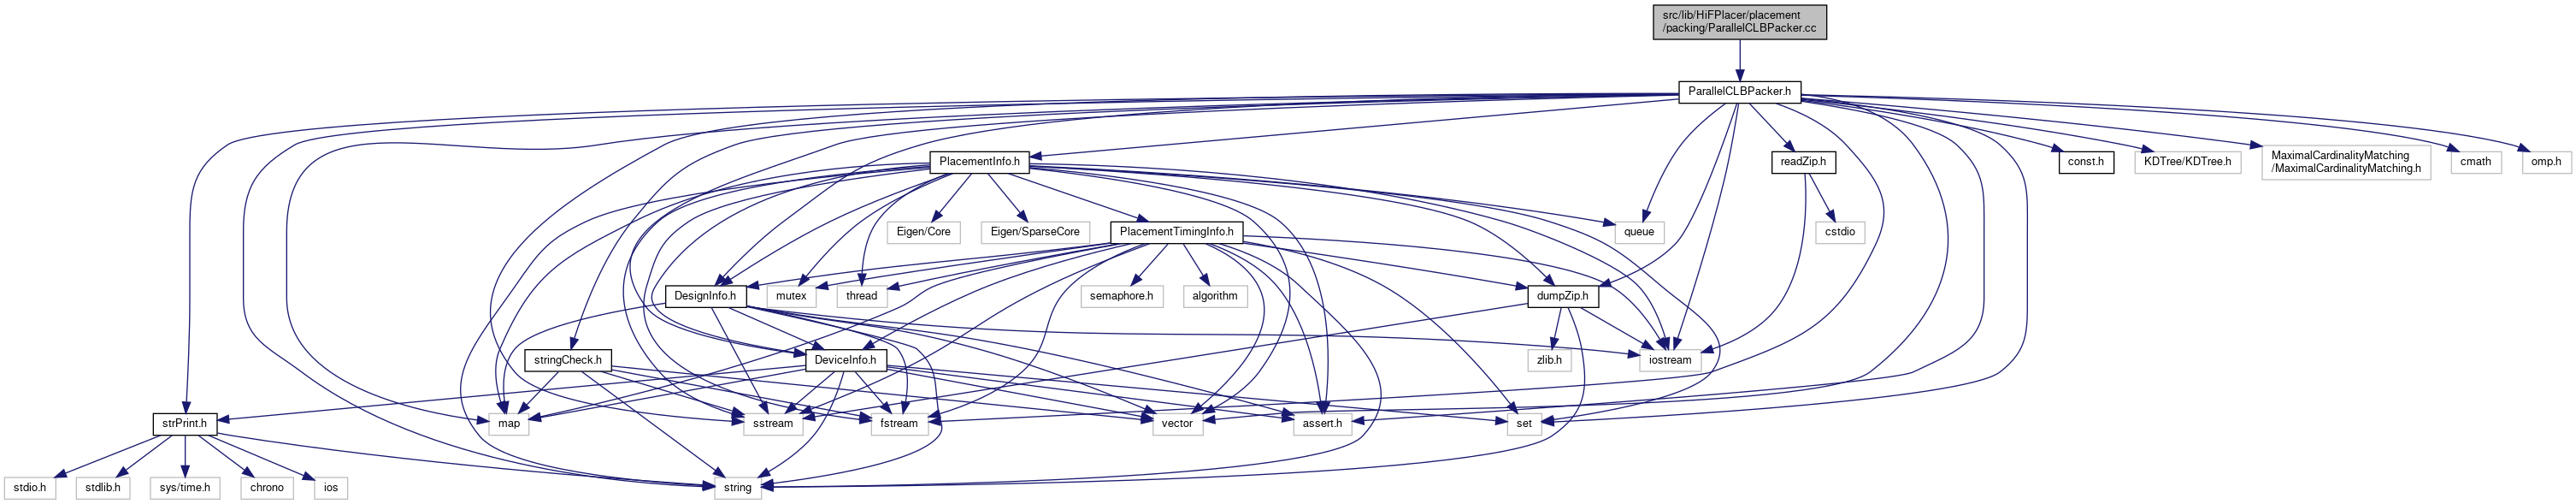 src/lib/HiFPlacer/placement
/packing/ParallelCLBPacker.cc
ParallelCLBPacker.h
PlacementInfo.h
readZip.h
const.h
KDTree/KDTree.h
MaximalCardinalityMatching
/MaximalCardinalityMatching.h
cmath
omp.h
Eigen/Core
Eigen/SparseCore
PlacementTimingInfo.h
queue
cstdio
DesignInfo.h
mutex
thread
semaphore.h
algorithm
dumpZip.h
stringCheck.h
DeviceInfo.h
zlib.h
iostream
strPrint.h
map
sstream
fstream
vector
assert.h
set
stdio.h
stdlib.h
sys/time.h
chrono
ios
string